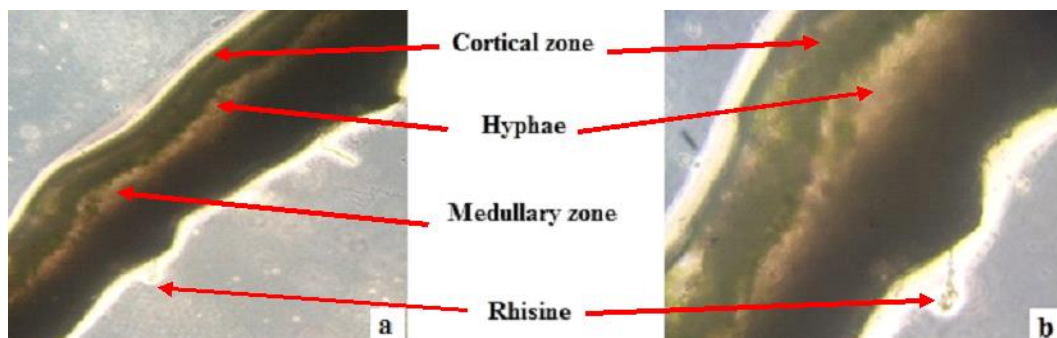 Cortical zone
Hyphae
Medullary zone
Rhisine
a
b